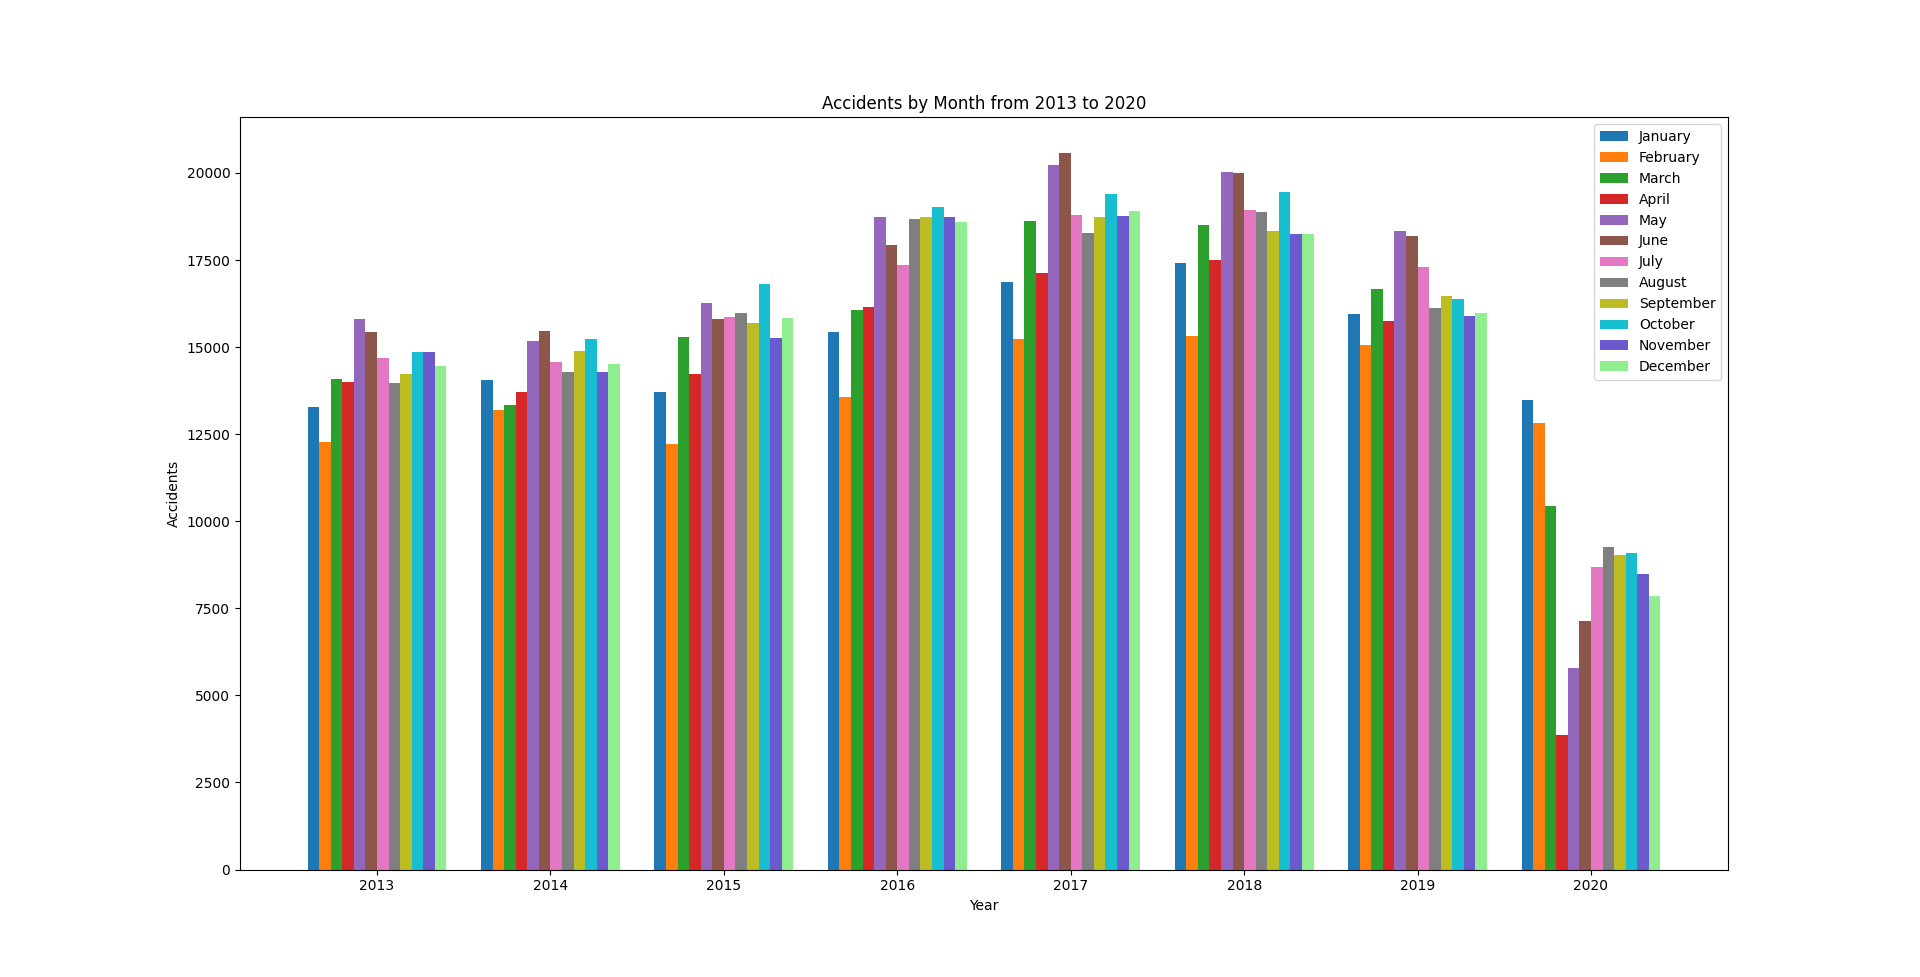 Accidents by Month from 2013 to 2020
January
February
March
April
May
June
July
August
September
October
November
December
20000
17500
15000
12500
10000
7500
5000
2500
0
Accidents
2013 2014 2015 2016 2017 2018 2019 2020
Year